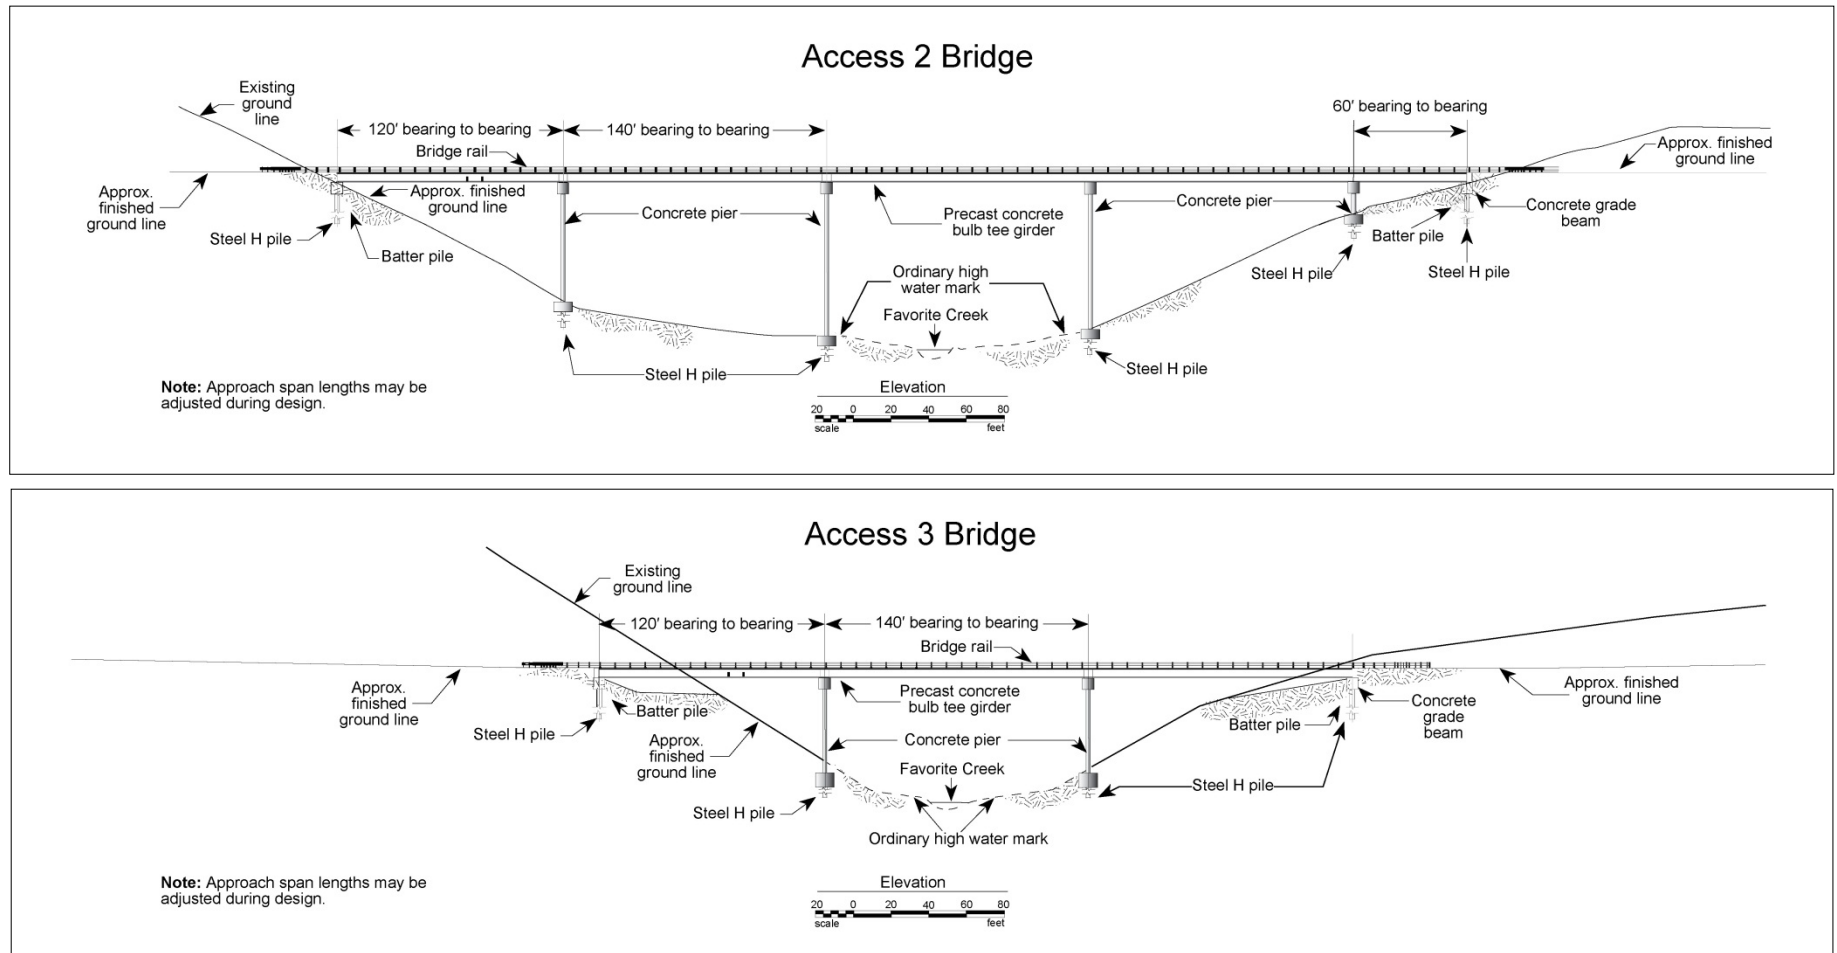 Access 2 Bridge
Existing
ground
line
60' bearing to bearing
120' bearing to bearing
140' bearing to bearing
Bridge rail
Approx. finished
ground line
Approx.
finished
ground line
Approx. finished
ground line
Concrete pier
Precast concrete
bulb tee girder
Concrete pier
Concrete grade
beam
Steel H pile
Batter pile
Batter pile
Steel H pile
Steel H pile
Ordinary high
water mark
Favorite Creek
Steel H pile
Steel H pile
Note: Approach span lengths may be
adjusted during design.
Elevation
20 0 20 40 60 80
scale feet
Access 3 Bridge
Existing
ground line
120' bearing to bearing
140' bearing to bearing
Bridge rail
Approx.
finished
ground line
Precast concrete
bulb tee girder
Approx. finished
ground line
Batter pile
Steel H pile
Approx.
finished
ground line
Concrete pier
Batter pile
Concrete
grade
beam
Favorite Creek
Steel H pile
Steel H pile
Ordinary high water mark
Note: Approach span lengths may be
adjusted during design.
Elevation
20 0 20 40 60 80
scale feet